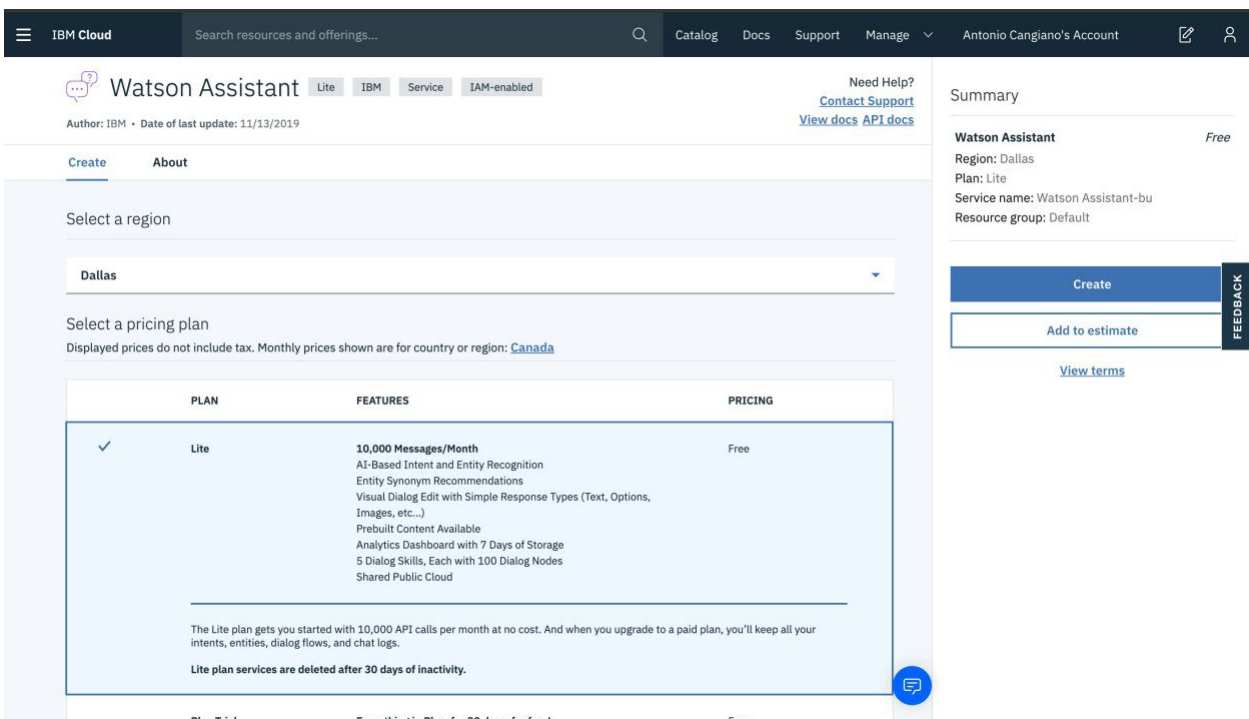 IBM Cloud
Search resources and offerings...
Catalog
Docs
Support
Manage
Antonio Cangiano's Account
Watson Assistant
Lite
IBM
Service
IAM-enabled
Author: IBM • Date of last update: 11/13/2019
Need Help?
Contact Support
View docs API docs
Create
About
Select a region
Dallas
Select a pricing plan
Displayed prices do not include tax. Monthly prices shown are for country or region: Canada
PLAN
FEATURES
PRICING
Lite
10,000 Messages/Month
Free
AI-Based Intent and Entity Recognition
Entity Synonym Recommendations
Visual Dialog Edit with Simple Response Types (Text, Options,
Images, etc...)
Prebuilt Content Available
Analytics Dashboard with 7 Days of Storage
5 Dialog Skills, Each with 100 Dialog Nodes
Shared Public Cloud
The Lite plan gets you started with 10,000 API calls per month at no cost. And when you upgrade to a paid plan, you'll keep all your
intents, entities, dialog flows, and chat logs.
Lite plan services are deleted after 30 days of inactivity.
Summary
Watson Assistant
Free
Region: Dallas
Plan: Lite
Service name: Watson Assistant-bu
Resource group: Default
Create
Add to estimate
View terms
FEEDBACK